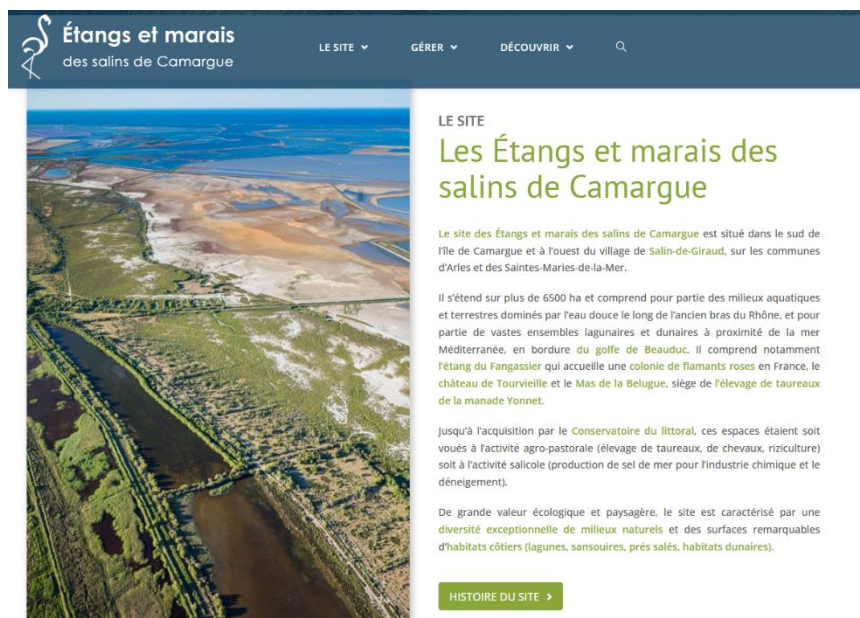 Étangs et marais
des salins de Camargue
LE SITE
GÉRER
DÉCOUVRIR
LE SITE
Les Étangs et marais des
salins de Camargue
Le site des Étangs et marais des salins de Camargue est situé dans le sud de
l'île de Camargue et à l'ouest du village de Salin-de-Giraud, sur les communes
d'Arles et des Saintes-Maries-de-la-Mer.
Il s'étend sur plus de 6500 ha et comprend pour partie des milieux aquatiques
et terrestres dominés par l'eau douce le long de l'ancien bras du Rhône, et pour
partie de vastes ensembles lagunaires et dunaires à proximité de la mer
Méditerranée, en bordure du golfe de Beauduc. Il comprend notamment
l'étang du Fangassier qui accueille une colonie de flamants roses en France, le
château de Tourvieille et le Mas de la Belugue, siège de l'élevage de taureaux
de la manade Yonnet.
Jusqu'à l'acquisition par le Conservatoire du littoral, ces espaces étaient soit
voués à l'activité agro-pastorale (élevage de taureaux, de chevaux, riziculture)
soit à l'activité salicole (production de sel de mer pour l'industrie chimique et le
déneigement).
De grande valeur écologique et paysagère, le site est caractérisé par une
diversité exceptionnelle de milieux naturels et des surfaces remarquables
d'habitats côtiers (lagunes, sansouires, prés salés, habitats dunaires).
HISTOIRE DU SITE